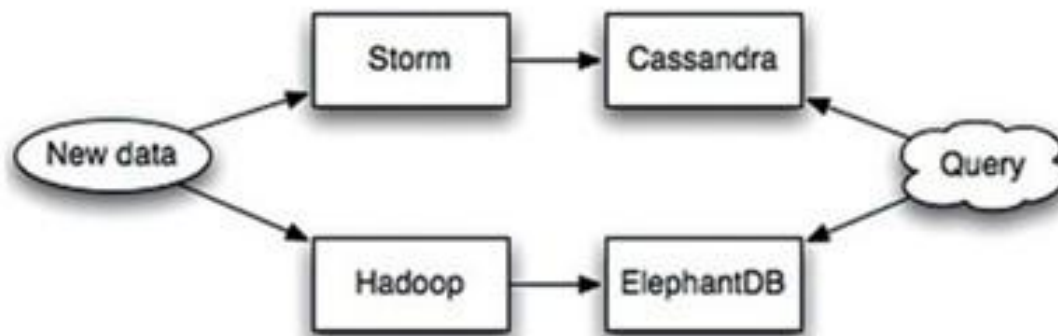 Storm
Cassandra
New data
Query
Hadoop
ElephantDB